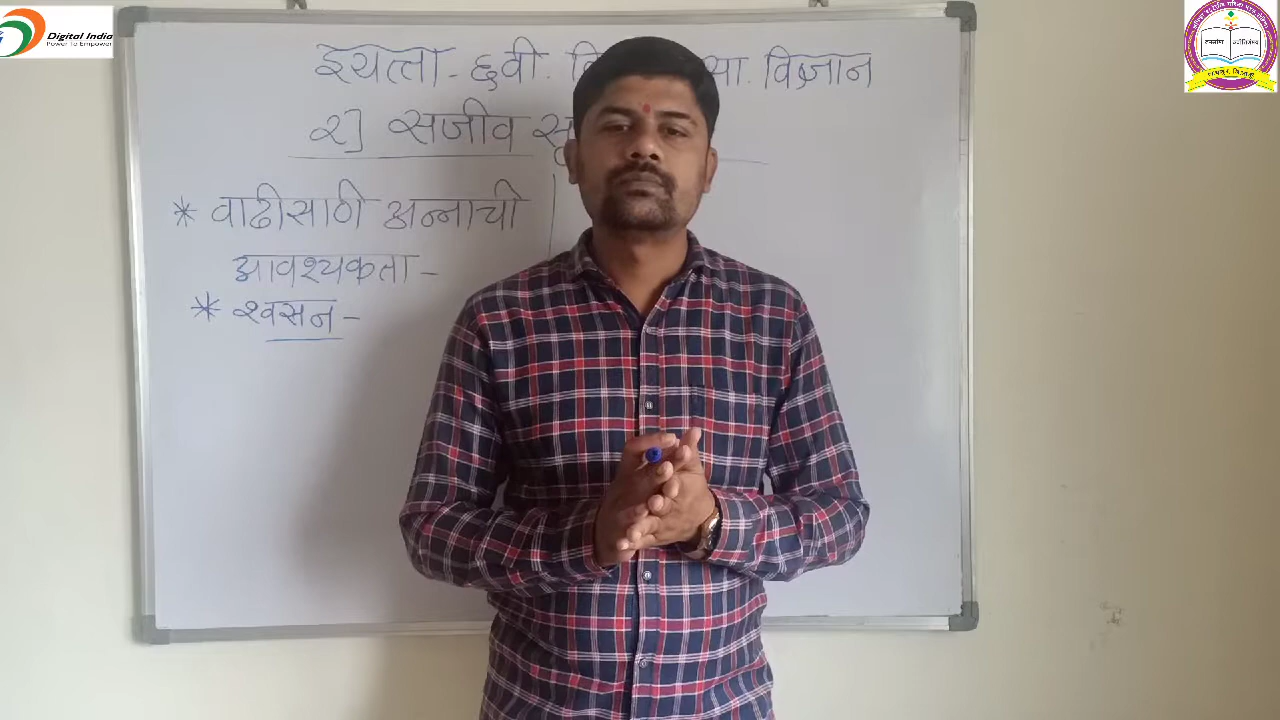 Digital India
Power To Empower
इयत्ता - ६वी. वि सा. विज्ञान
२] सजीव सृ
* वाढीसाठी अन्नाची
आवश्यकता -
* श्वसन -